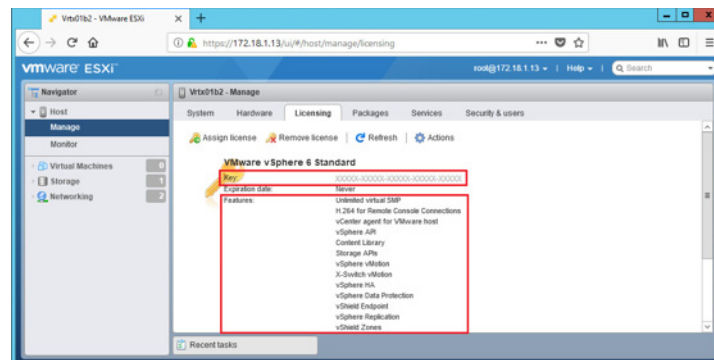 Vrtx01b2 - VMware ESXi
https://172.18.1.13/ui/#/host/manage/licensing
vmware ESXi
root@172.18.1.13
Help
Search
Navigator
Vrtx01b2 - Manage
Host
Manage
Monitor
Virtual Machines 0
Storage 1
Networking 2
System Hardware Licensing Packages Services Security & users
Assign license Remove license Refresh Actions
VMware vSphere 6 Standard
Key: XXXXX-XXXXX-XXXXX-XXXXX-XXXXX
Expiration date: Never
Features: Unlimited virtual SMP
H.264 for Remote Console Connections
vCenter agent for VMware host
vSphere API
Content Library
Storage APIs
vSphere vMotion
X-Switch vMotion
vSphere HA
vSphere Data Protection
vShield Endpoint
vSphere Replication
vShield Zones
Recent tasks